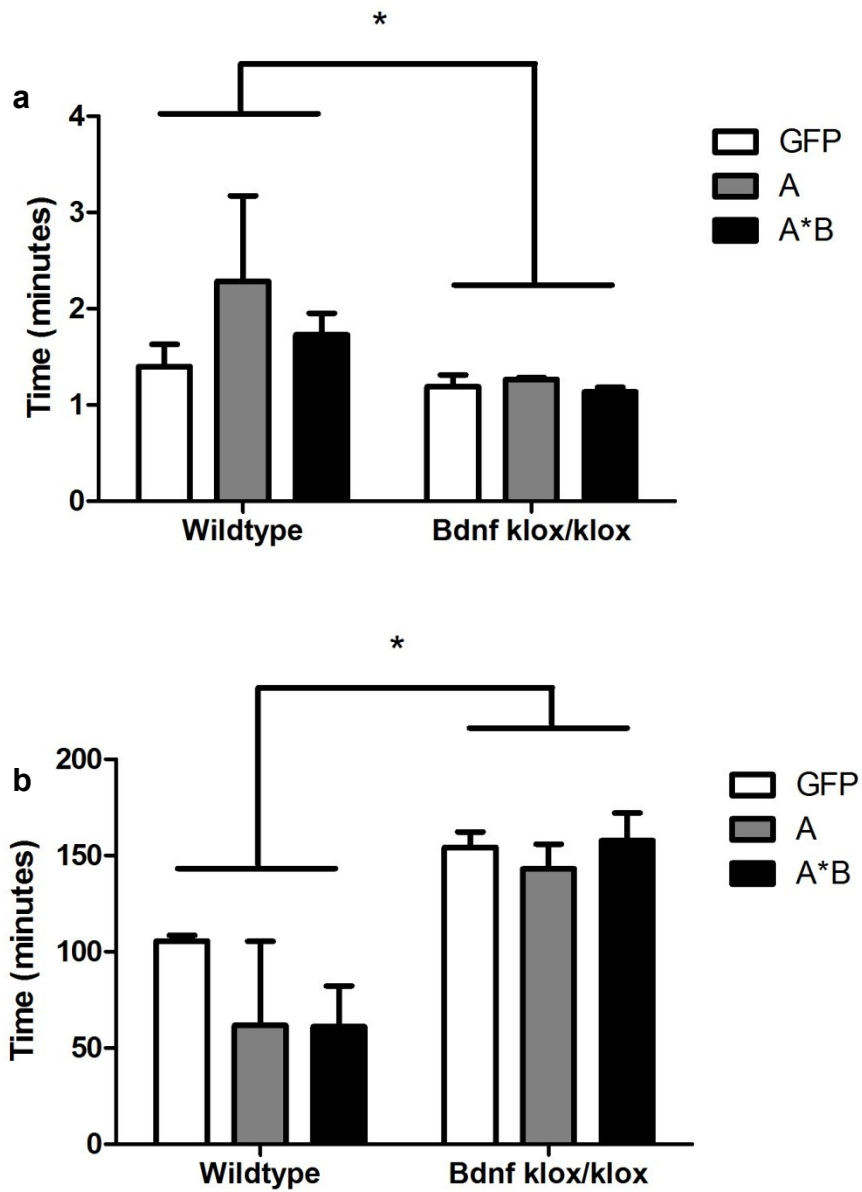 *
a
4
3
2
1
0
Time (minutes)
Wildtype
Bdnf klox/klox
GFP
A
A*B
*
b
200
150
100
50
0
Time (minutes)
Wildtype
Bdnf klox/klox
GFP
A
A*B